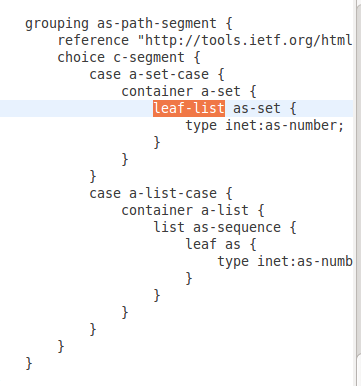 grouping as-path-segment {
    reference "http://tools.ietf.org/html
    choice c-segment {
        case a-set-case {
            container a-set {
                leaf-list as-set {
                    type inet:as-number;
                }
            }
        }
        case a-list-case {
            container a-list {
                list as-sequence {
                    leaf as {
                        type inet:as-numb
                    }
                }
            }
        }
    }
}